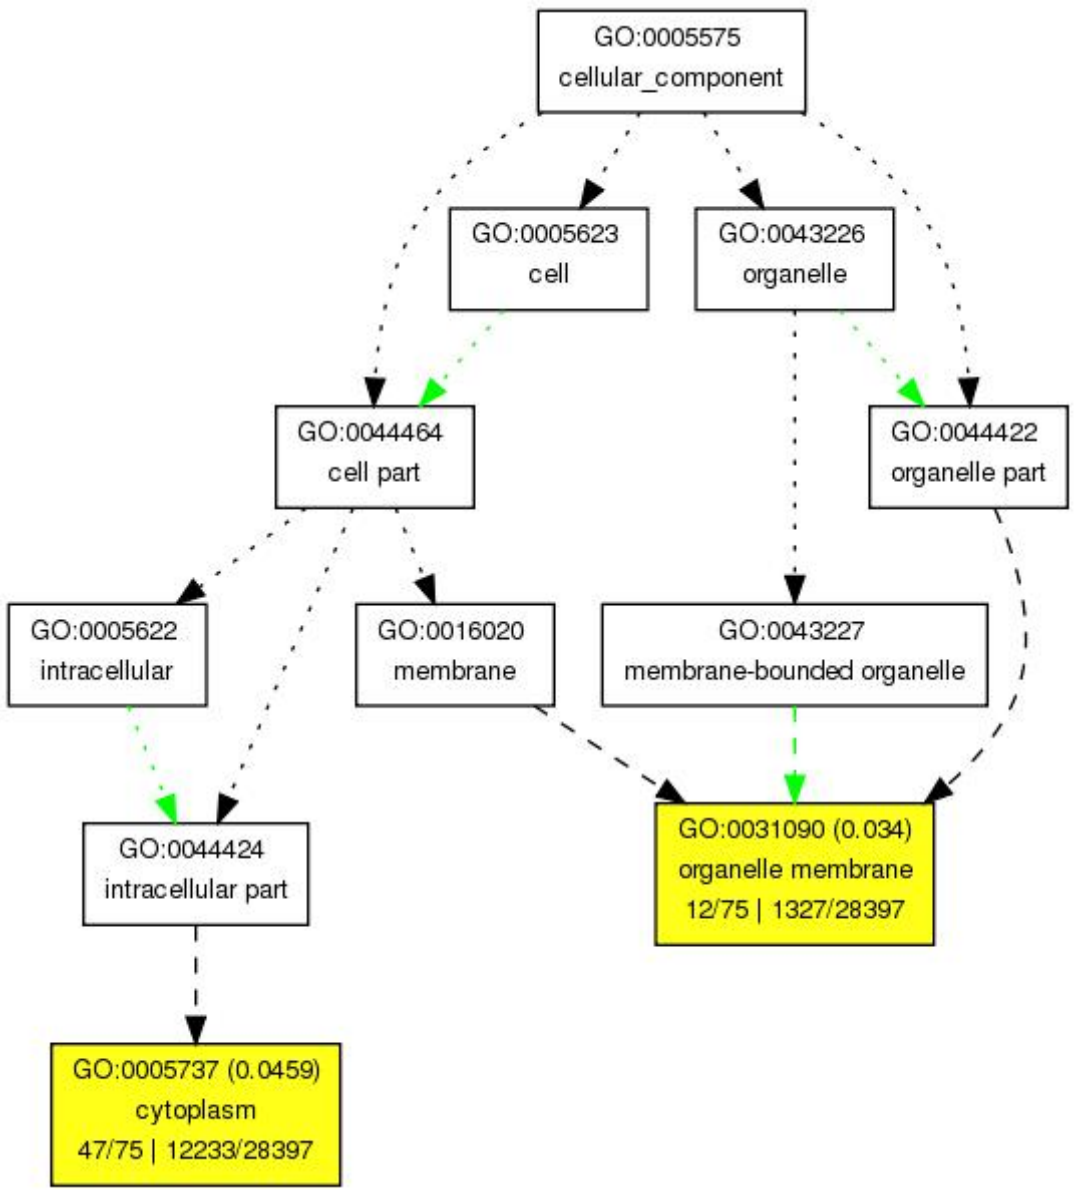 GO:0005575
cellular_component
GO:0005623
cell
GO:0043226
organelle
GO:0044464
cell part
GO:0044422
organelle part
GO:0005622
intracellular
GO:0016020
membrane
GO:0043227
membrane-bounded organelle
GO:0044424
intracellular part
GO:0031090 (0.034)
organelle membrane
12/75 | 1327/28397
GO:0005737 (0.0459)
cytoplasm
47/75 | 12233/28397